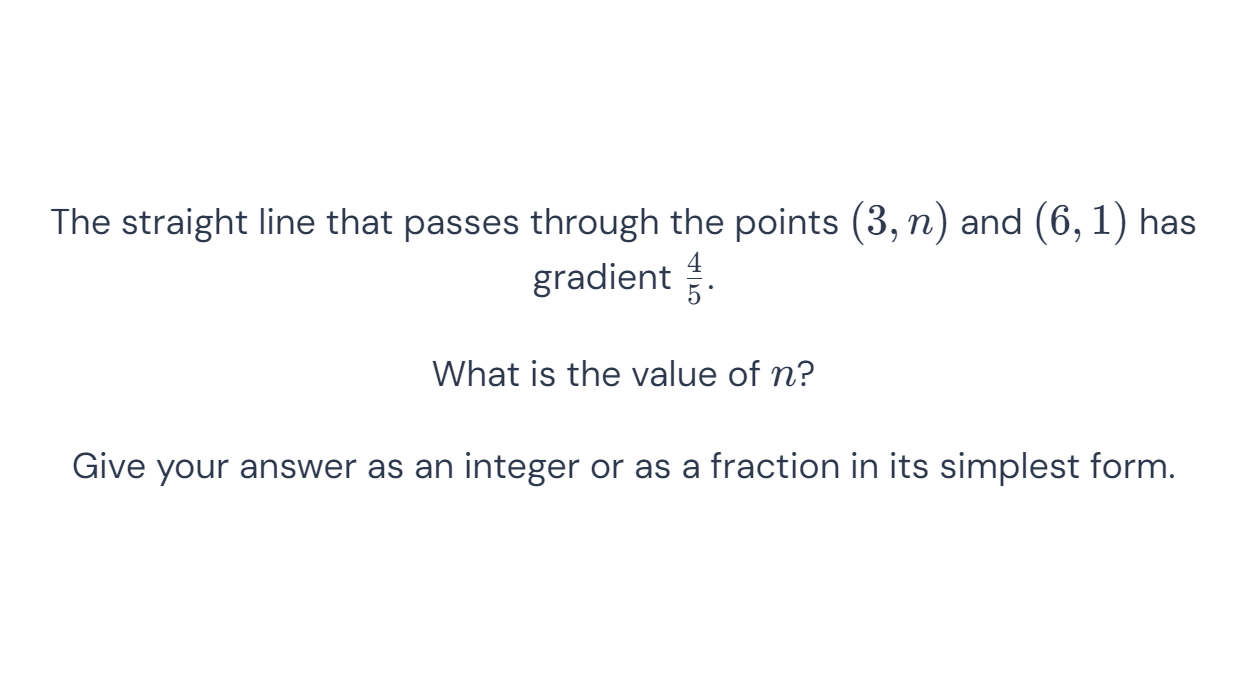 The straight line that passes through the points (3, n) and (6, 1) has
gradient 4/5.
What is the value of n?
Give your answer as an integer or as a fraction in its simplest form.